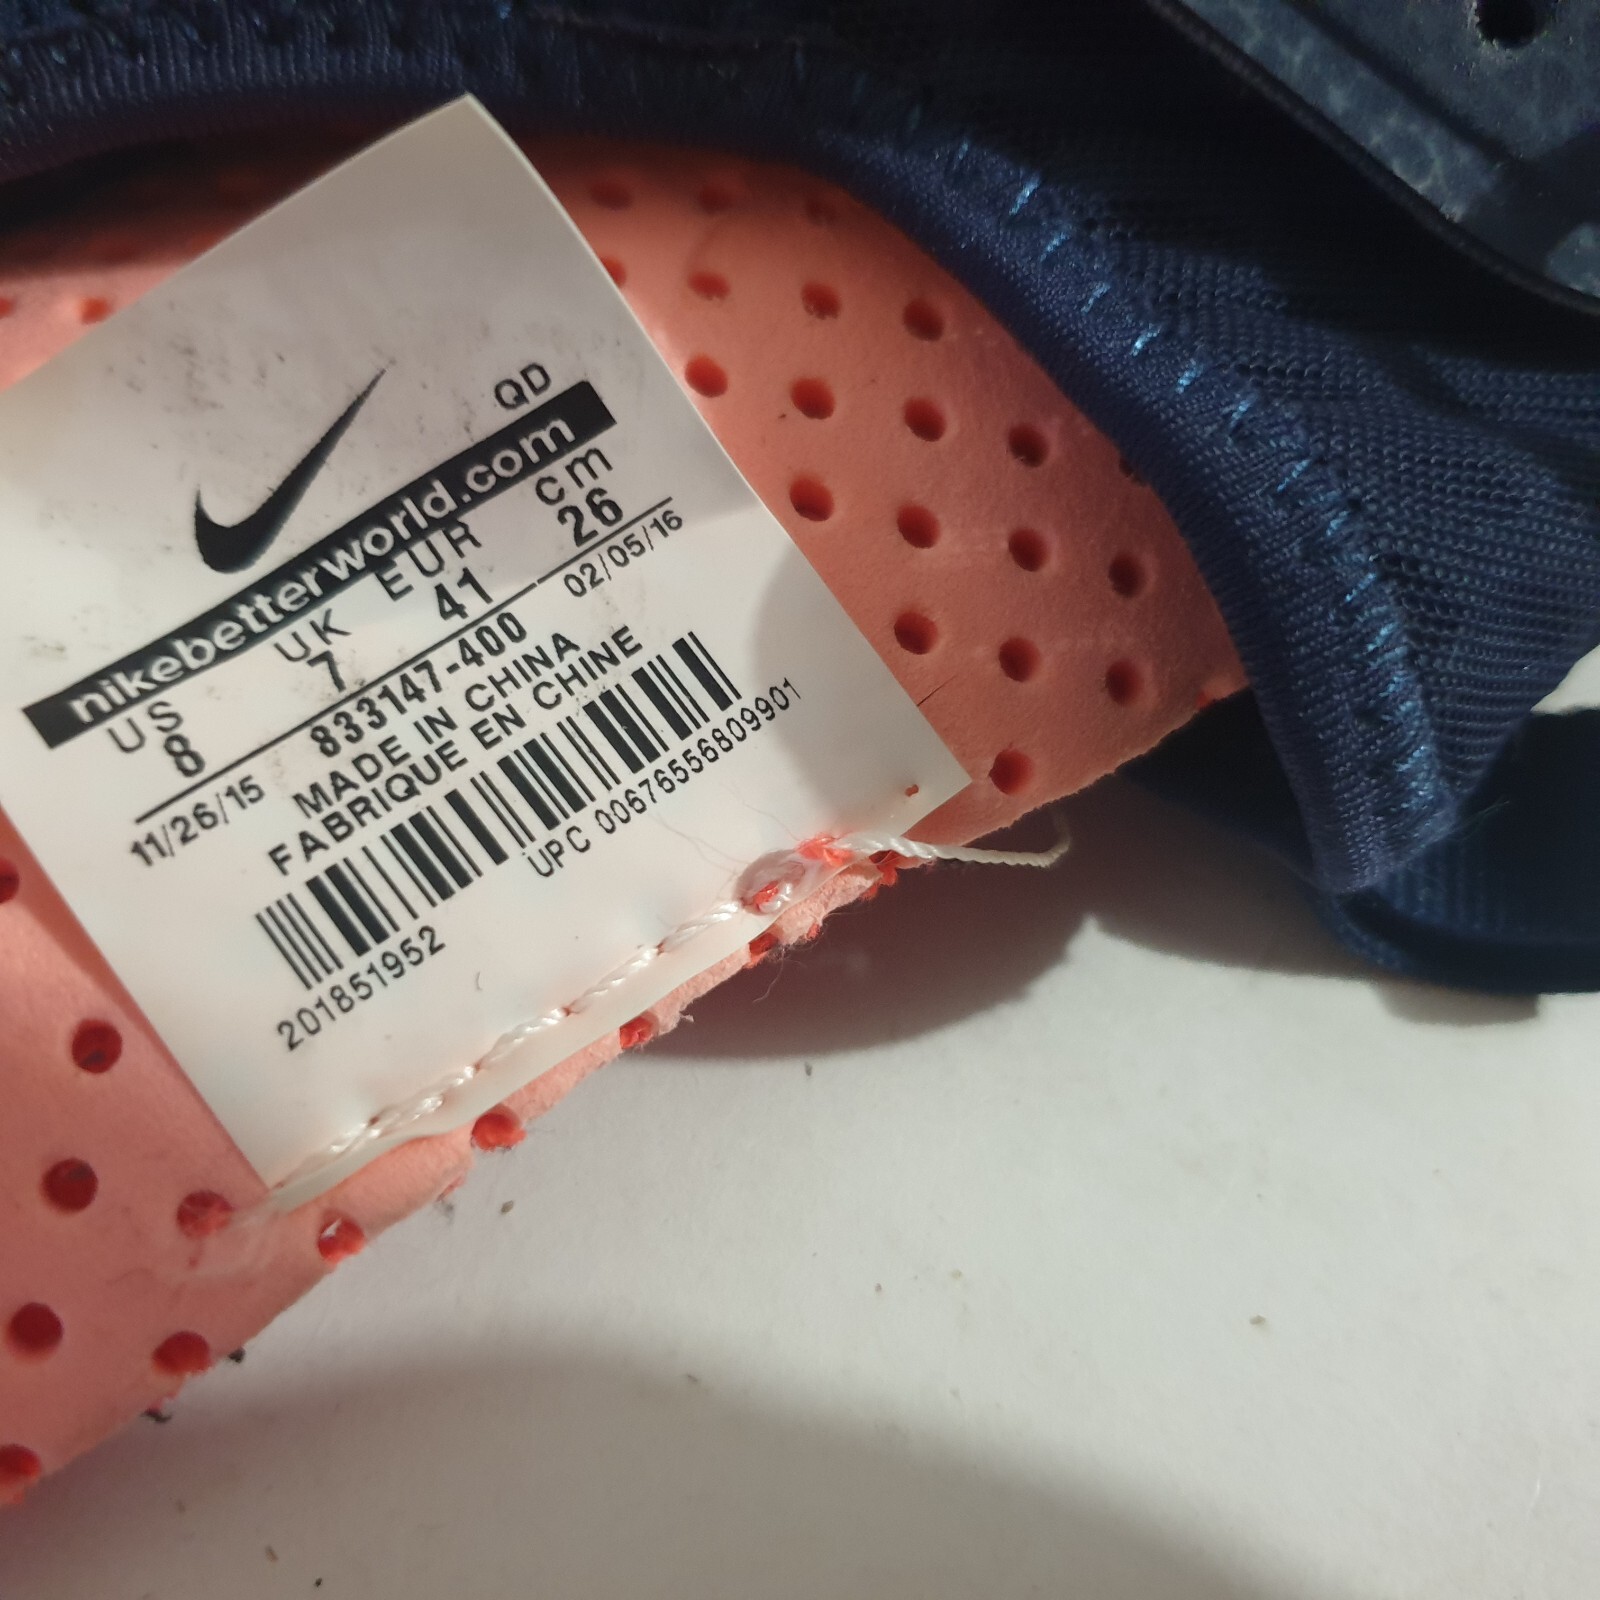 QD
nikebetterworld.com
US UK EUR cm
8 7 41 26
11/26/15 833147-400 02/05/16
MADE IN CHINA
FABRIQUE EN CHINE
UPC 00676556809901
201851952